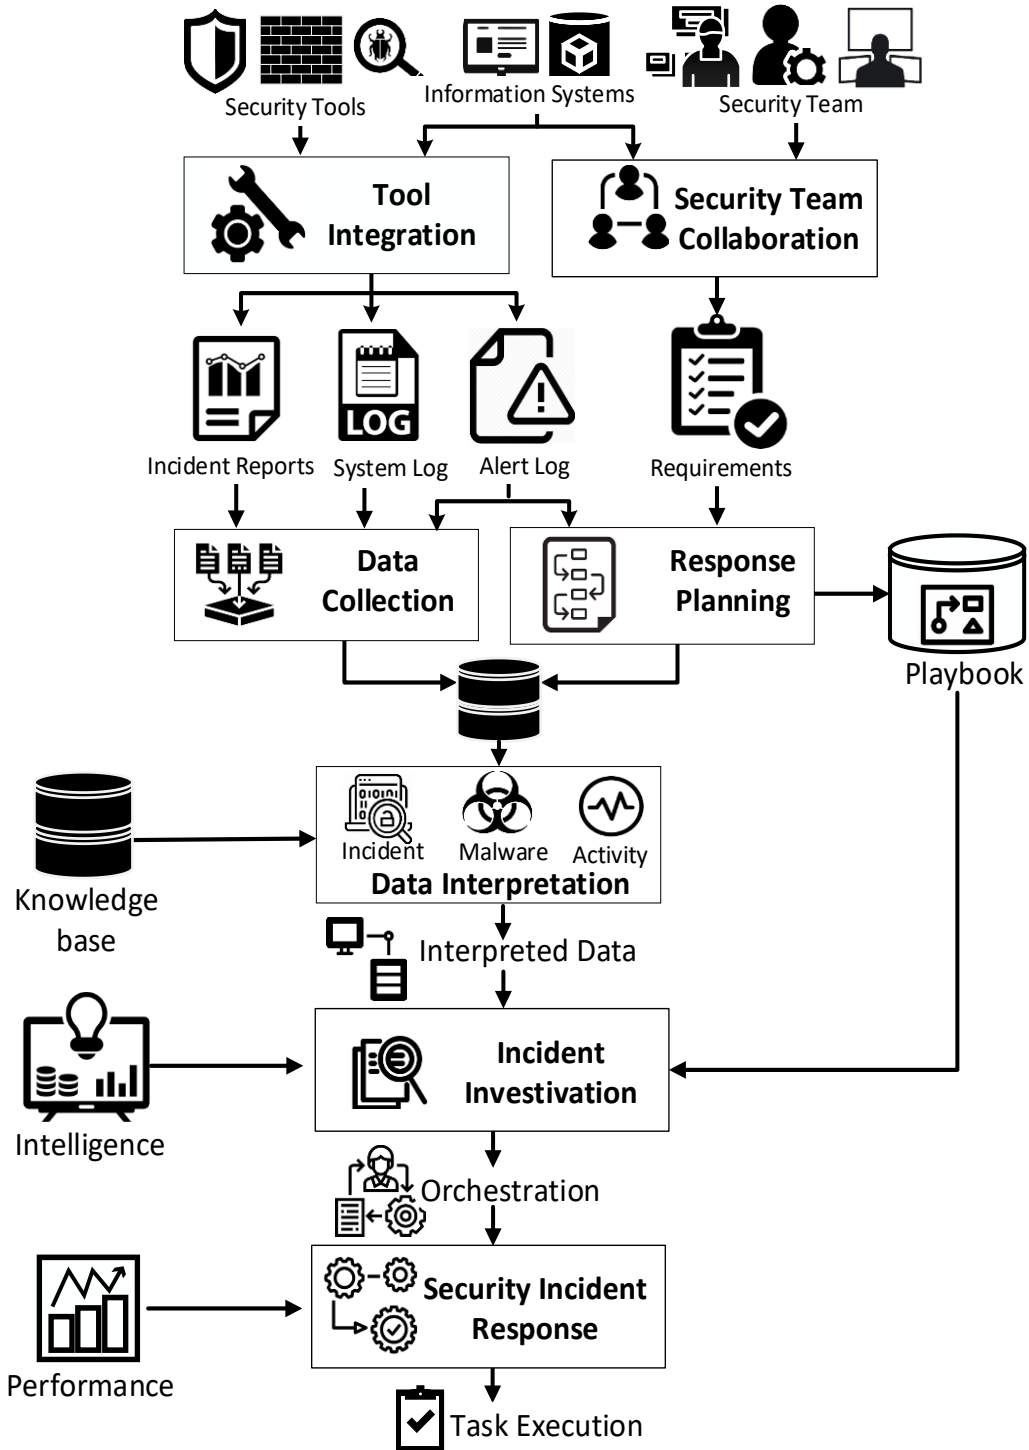 Security Tools
Information Systems
Security Team
Tool
Integration
Security Team
Collaboration
LOG
Incident Reports
System Log
Alert Log
Requirements
Data
Collection
Response
Planning
Playbook
Knowledge
base
Incident
Malware
Activity
Data Interpretation
Interpreted Data
Intelligence
Incident
Investivation
Orchestration
Performance
Security Incident
Response
Task Execution